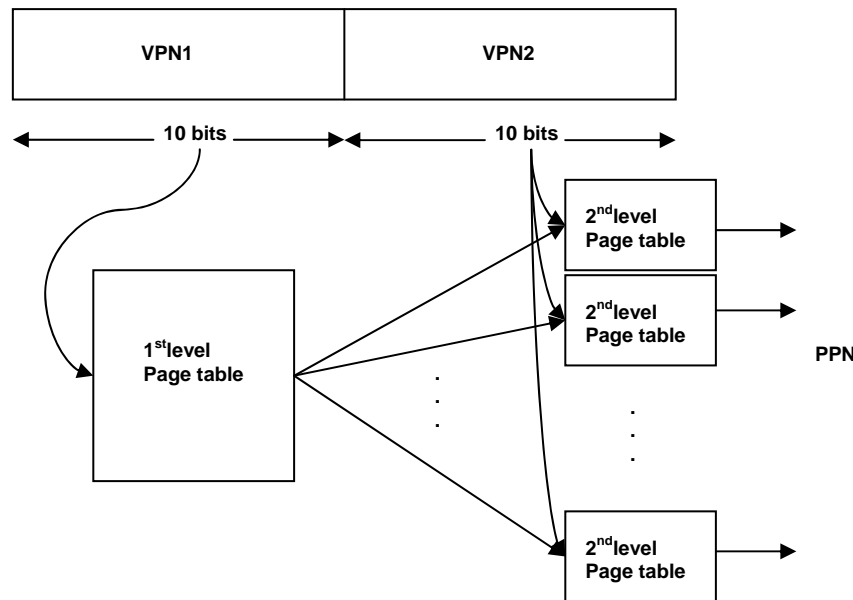 VPN1 VPN2
10 bits 10 bits
2nd level
Page table
2nd level
Page table
1st level
Page table
PPN
2nd level
Page table